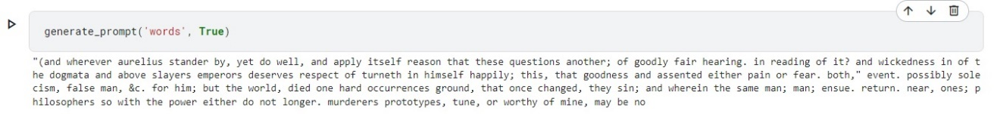 generate_prompt('words', True)
"(and wherever aurelius stander by, yet do well, and apply itself reason that these questions another; of goodly fair hearing. in reading of it? and wickedness in of t
he dogmata and above slayers emperors deserves respect of turneth in himself happily; this, that goodness and assented either pain or fear. both," event. possibly sole
cism, false man, &c. for him; but the world, died one hard occurrences ground, that once changed, they sin; and wherein the same man; man; ensue. return. near, ones; p
hilosophers so with the power either do not longer. murderers prototypes, tune, or worthy of mine, may be no